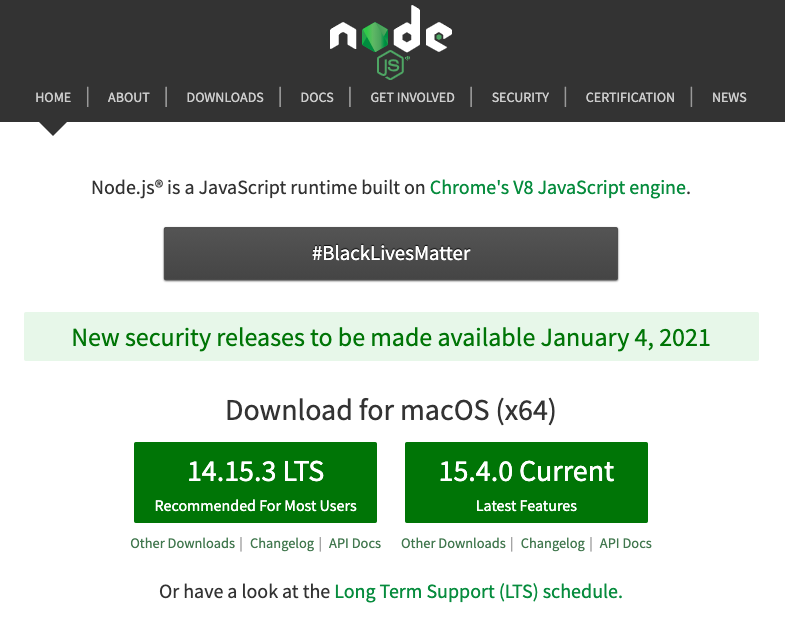 node
JS
HOME | ABOUT | DOWNLOADS | DOCS | GET INVOLVED | SECURITY | CERTIFICATION | NEWS
Node.js® is a JavaScript runtime built on Chrome's V8 JavaScript engine.
#BlackLivesMatter
New security releases to be made available January 4, 2021
Download for macOS (x64)
14.15.3 LTS 15.4.0 Current
Recommended For Most Users Latest Features
Other Downloads | Changelog | API Docs Other Downloads | Changelog | API Docs
Or have a look at the Long Term Support (LTS) schedule.